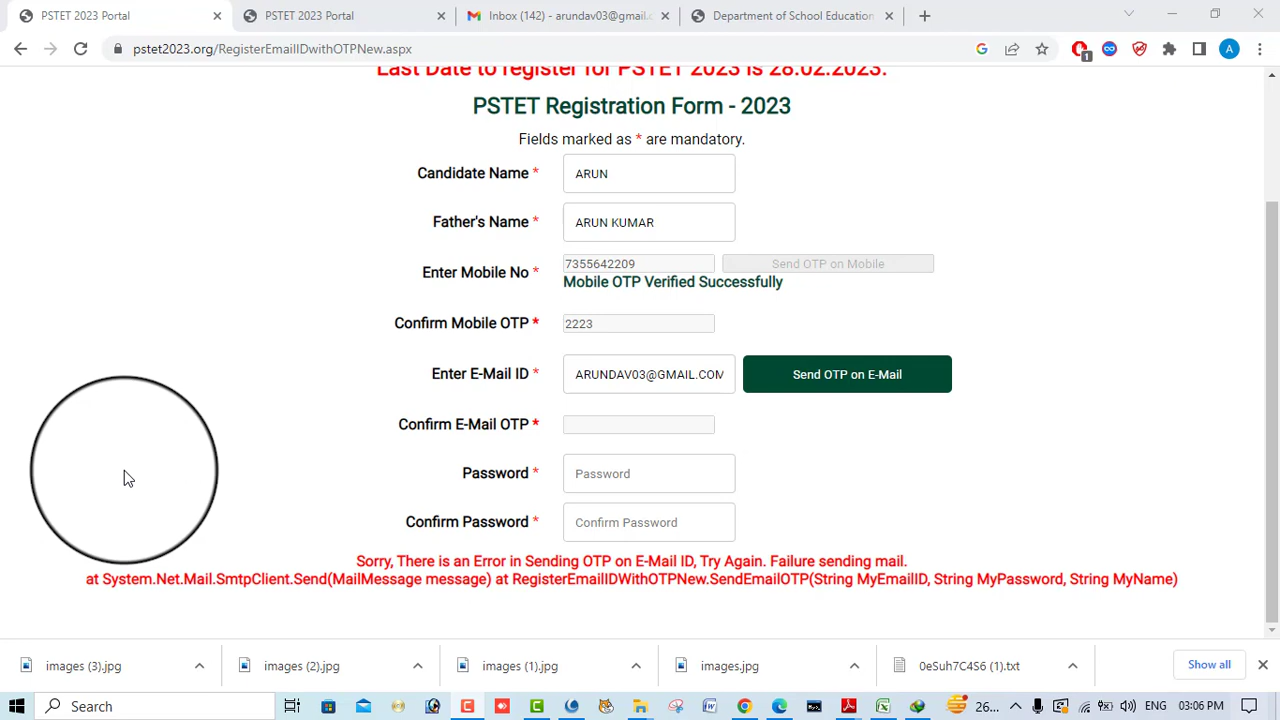 PSTET 2023 Portal
PSTET 2023 Portal
Inbox (142) - arundav03@gmail.c
Department of School Education
pstet2023.org/RegisterEmailIDwithOTPNew.aspx
1
A
Last Date to register for PSTET 2023 is 28.02.2023.
PSTET Registration Form - 2023
Fields marked as * are mandatory.
Candidate Name * ARUN
Father's Name * ARUN KUMAR
Enter Mobile No * 7355642209 Send OTP on Mobile
Mobile OTP Verified Successfully
Confirm Mobile OTP * 2223
Enter E-Mail ID * ARUNDAV03@GMAIL.COM Send OTP on E-Mail
Confirm E-Mail OTP *
Password * Password
Confirm Password * Confirm Password
Sorry, There is an Error in Sending OTP on E-Mail ID, Try Again. Failure sending mail.
at System.Net.Mail.SmtpClient.Send(MailMessage message) at RegisterEmailIDWithOTPNew.SendEmailOTP(String MyEmailID, String MyPassword, String MyName)
images (3).jpg
images (2).jpg
images (1).jpg
images.jpg
0eSuh7C4S6 (1).txt
Show all
Search
26...
ENG
03:06 PM